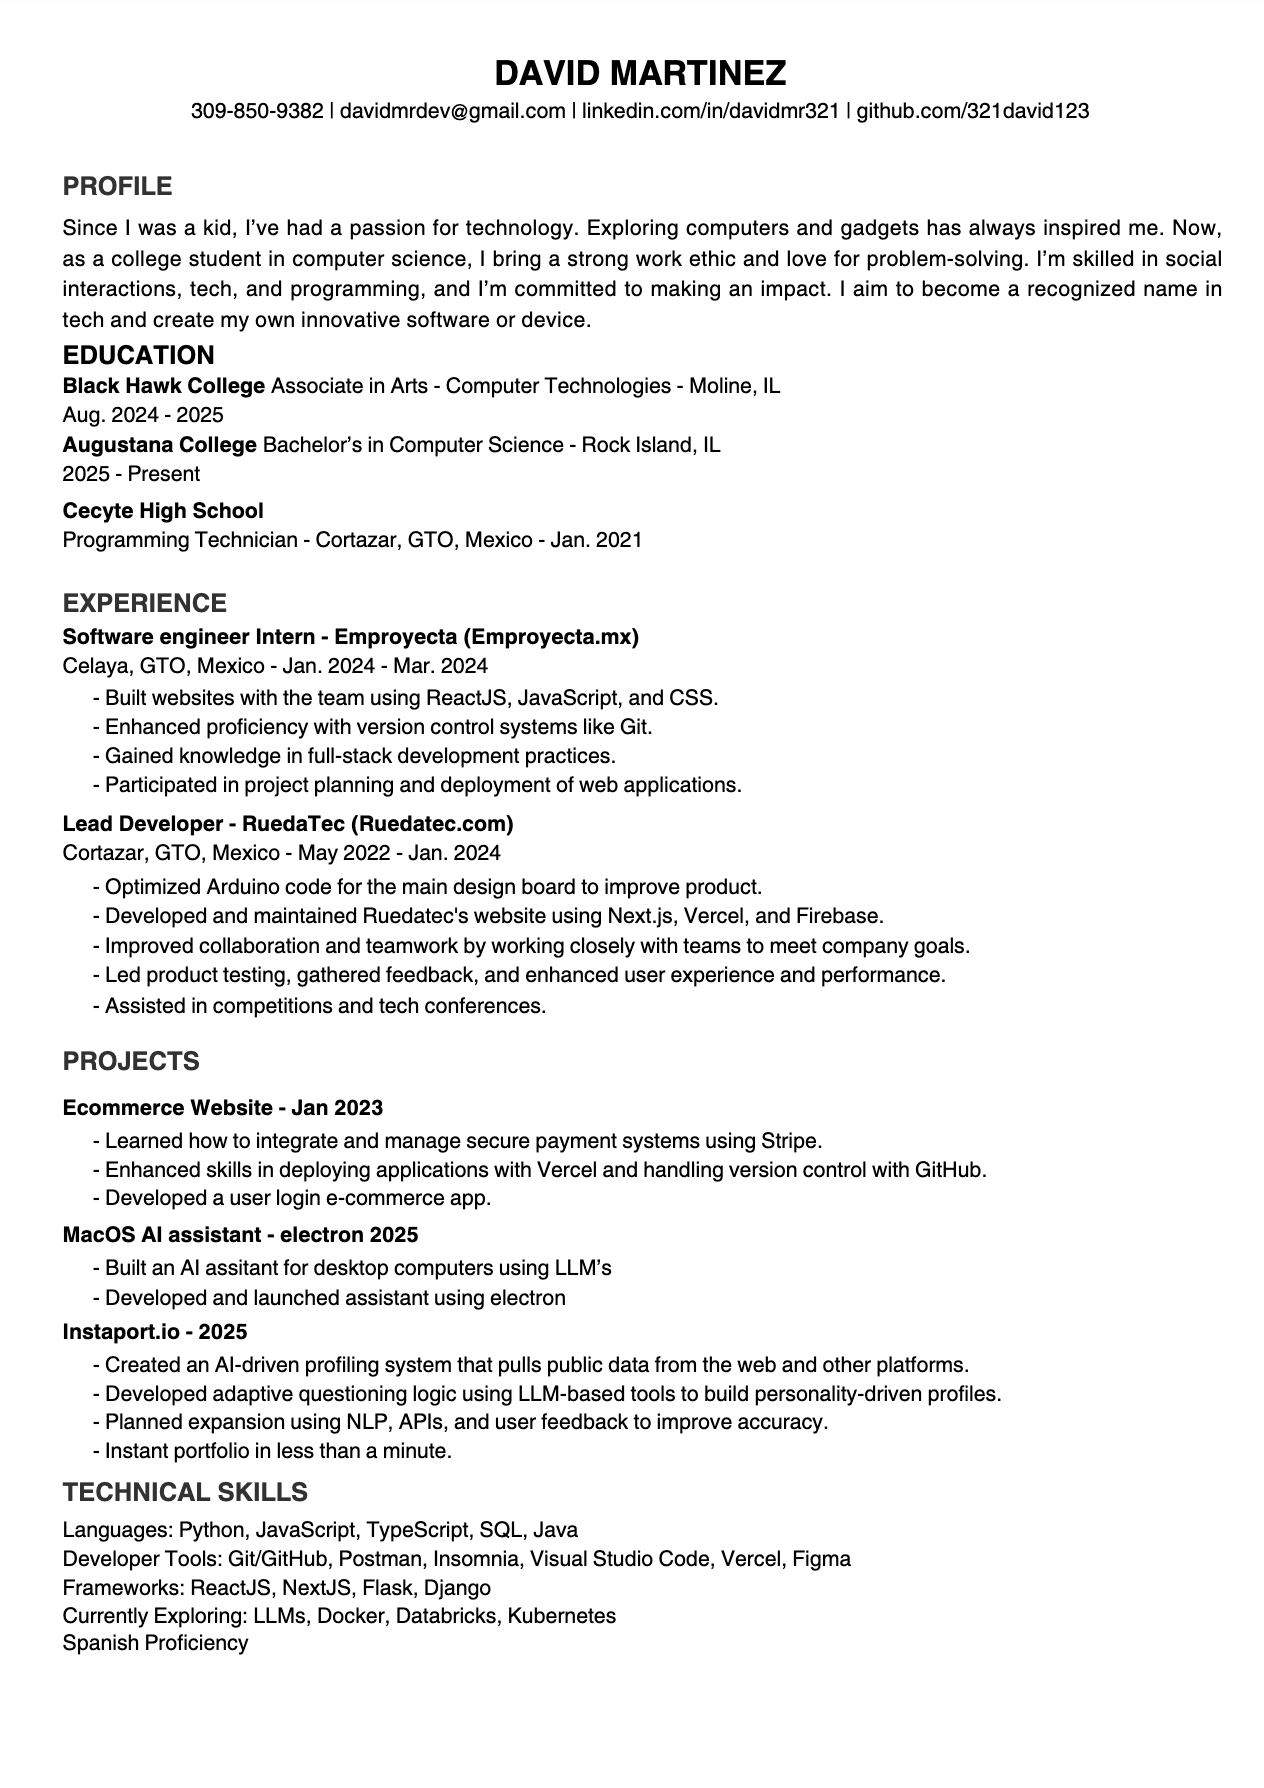 DAVID MARTINEZ
309-850-9382 | davidmrdev@gmail.com | linkedin.com/in/davidmr321 | github.com/321david123
PROFILE
Since I was a kid, I’ve had a passion for technology. Exploring computers and gadgets has always inspired me. Now,
as a college student in computer science, I bring a strong work ethic and love for problem-solving. I’m skilled in social
interactions, tech, and programming, and I’m committed to making an impact. I aim to become a recognized name in
tech and create my own innovative software or device.
EDUCATION
Black Hawk College Associate in Arts - Computer Technologies - Moline, IL
Aug. 2024 - 2025
Augustana College Bachelor’s in Computer Science - Rock Island, IL
2025 - Present
Cecyte High School
Programming Technician - Cortazar, GTO, Mexico - Jan. 2021
EXPERIENCE
Software engineer Intern - Emproyecta (Emproyecta.mx)
Celaya, GTO, Mexico - Jan. 2024 - Mar. 2024
- Built websites with the team using ReactJS, JavaScript, and CSS.
- Enhanced proficiency with version control systems like Git.
- Gained knowledge in full-stack development practices.
- Participated in project planning and deployment of web applications.
Lead Developer - RuedaTec (Ruedatec.com)
Cortazar, GTO, Mexico - May 2022 - Jan. 2024
- Optimized Arduino code for the main design board to improve product.
- Developed and maintained Ruedatec's website using Next.js, Vercel, and Firebase.
- Improved collaboration and teamwork by working closely with teams to meet company goals.
- Led product testing, gathered feedback, and enhanced user experience and performance.
- Assisted in competitions and tech conferences.
PROJECTS
Ecommerce Website - Jan 2023
- Learned how to integrate and manage secure payment systems using Stripe.
- Enhanced skills in deploying applications with Vercel and handling version control with GitHub.
- Developed a user login e-commerce app.
MacOS AI assistant - electron 2025
- Built an AI assitant for desktop computers using LLM’s
- Developed and launched assistant using electron
Instaport.io - 2025
- Created an AI-driven profiling system that pulls public data from the web and other platforms.
- Developed adaptive questioning logic using LLM-based tools to build personality-driven profiles.
- Planned expansion using NLP, APIs, and user feedback to improve accuracy.
- Instant portfolio in less than a minute.
TECHNICAL SKILLS
Languages: Python, JavaScript, TypeScript, SQL, Java
Developer Tools: Git/GitHub, Postman, Insomnia, Visual Studio Code, Vercel, Figma
Frameworks: ReactJS, NextJS, Flask, Django
Currently Exploring: LLMs, Docker, Databricks, Kubernetes
Spanish Proficiency